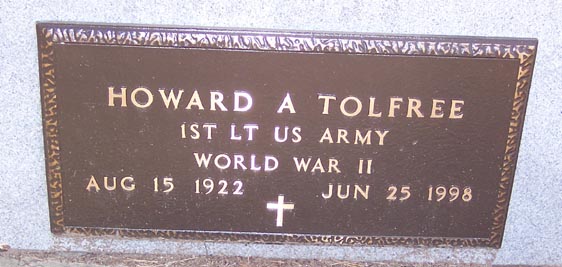 HOWARD A TOLFREE
1ST LT US ARMY
WORLD WAR II
AUG 15 1922 JUN 25 1998